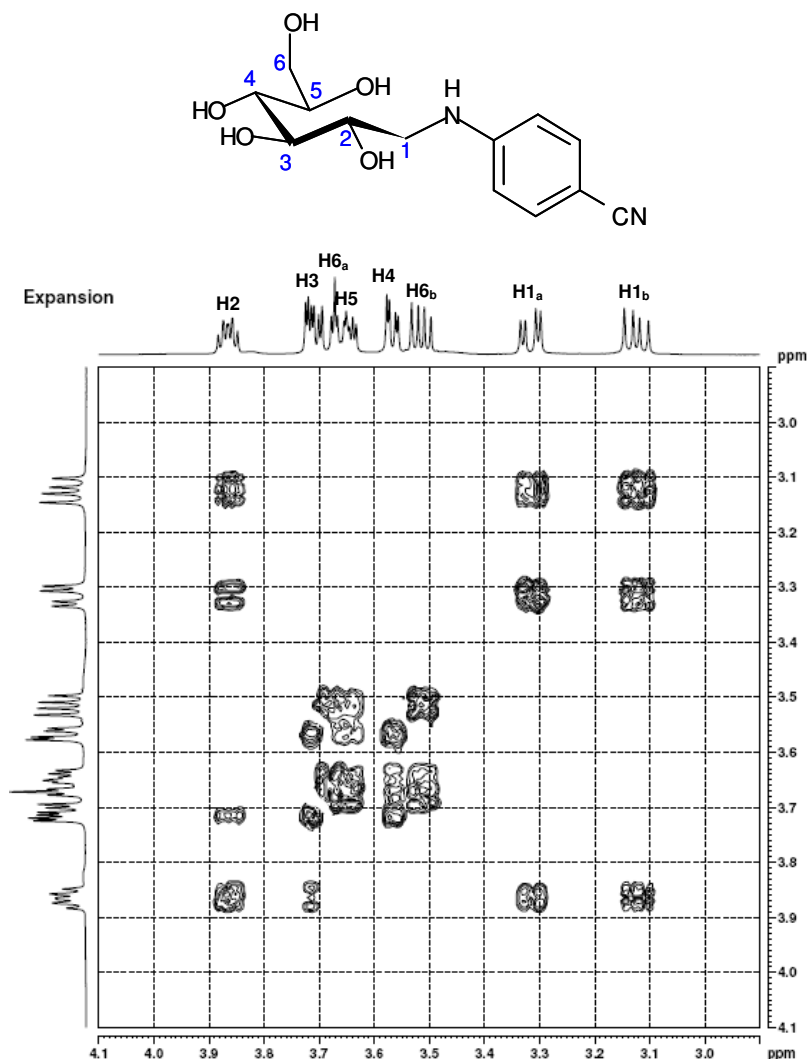 OH
6
4
5
OH
H
N
HO
HO
2
OH
1
3
CN
Expansion
H2
H3
H6a
H5
H4
H6b
H1a
H1b
ppm
3.0
3.1
3.2
3.3
3.4
3.5
3.6
3.7
3.8
3.9
4.0
4.1
4.1 4.0 3.9 3.8 3.7 3.6 3.5 3.4 3.3 3.2 3.1 3.0 ppm